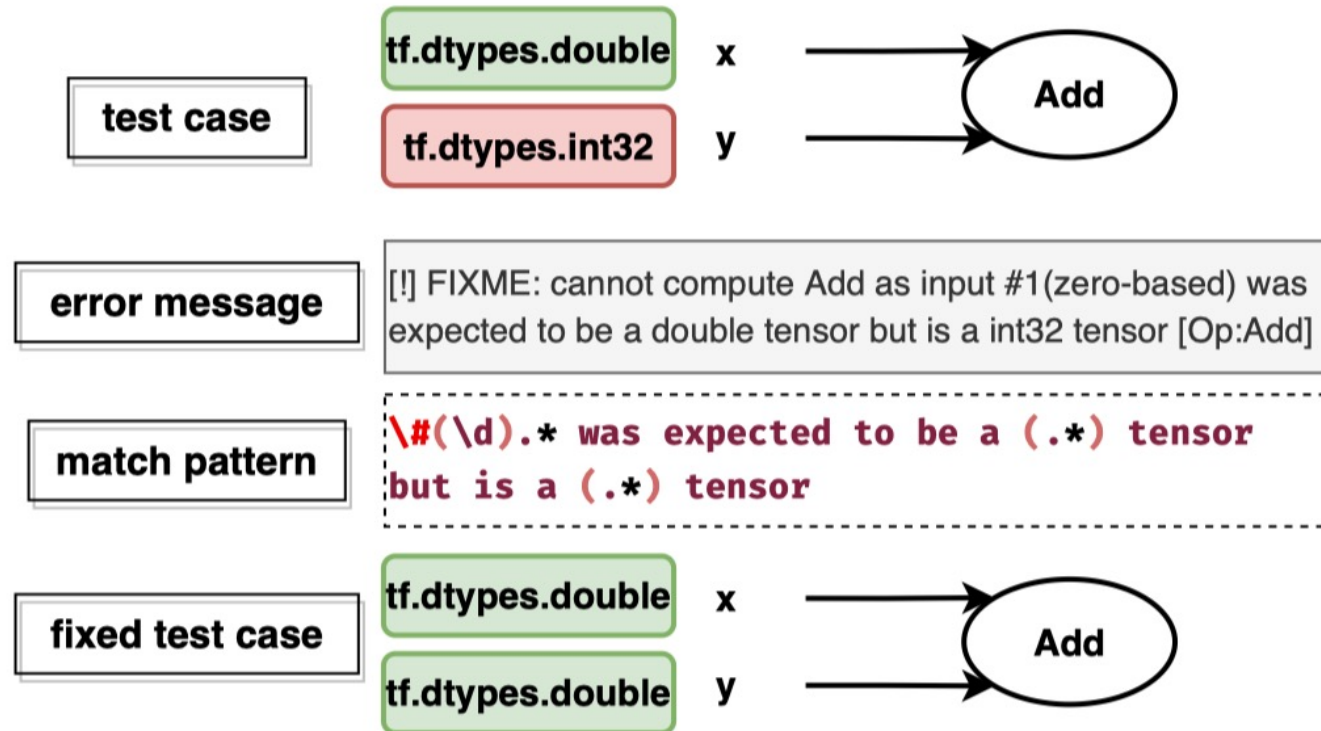 tf.dtypes.double x
test case
Add
tf.dtypes.int32 y
error message
[!] FIXME: cannot compute Add as input #1(zero-based) was
expected to be a double tensor but is a int32 tensor [Op:Add]
match pattern
\#(\d).* was expected to be a (.*) tensor
but is a (.*) tensor
tf.dtypes.double x
fixed test case
Add
tf.dtypes.double y